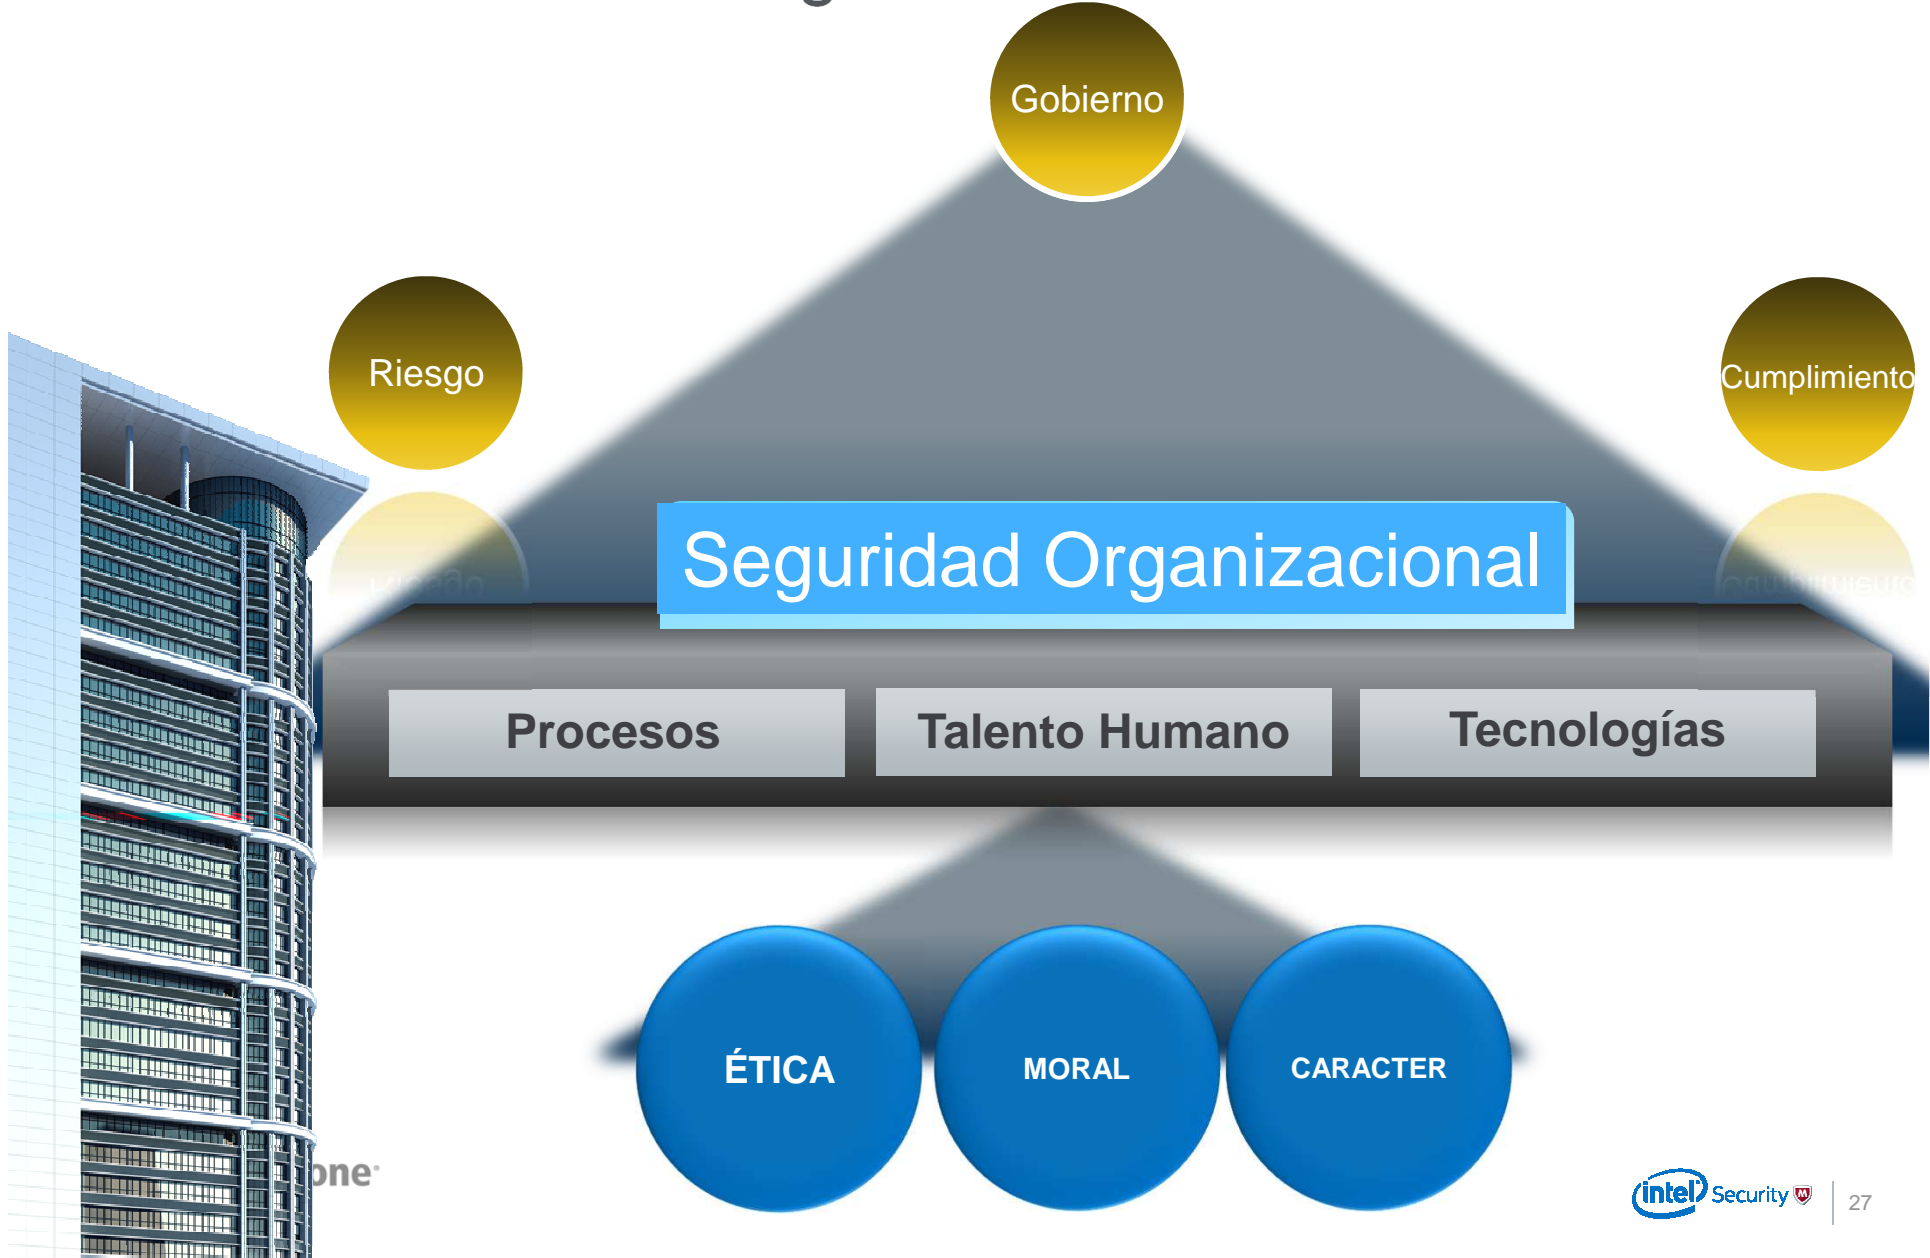 Gobierno
Riesgo
Cumplimiento
Seguridad Organizacional
Procesos
Talento Humano
Tecnologías
ÉTICA
MORAL
CARACTER
intel Security
27